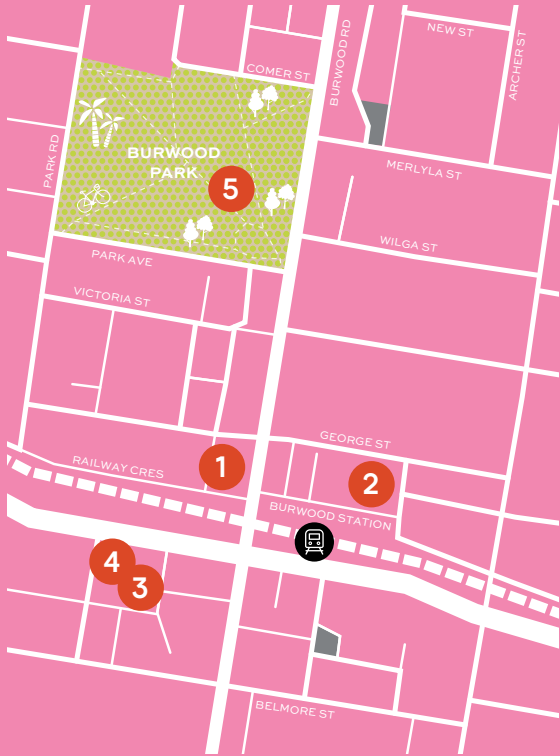 NEW ST
BURWOOD RD
ARCHER ST
COMER ST
PARK RD
BURWOOD
PARK
5
MERLYLA ST
WILGA ST
PARK AVE
VICTORIA ST
GEORGE ST
RAILWAY CRES
1
2
BURWOOD STATION
4
3
BELMORE ST